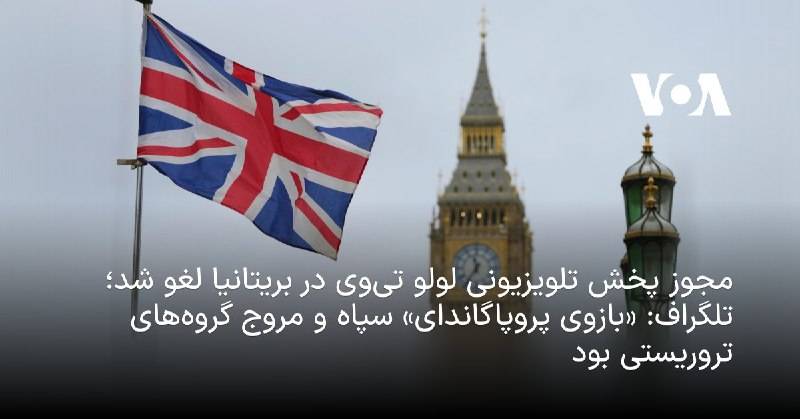 VOA
مجوز پخش تلویزیونی لولو تی‌وی در بریتانیا لغو شد؛
تلگراف: «بازوی پروپاگاندای» سپاه و مروج گروه‌های
تروریستی بود